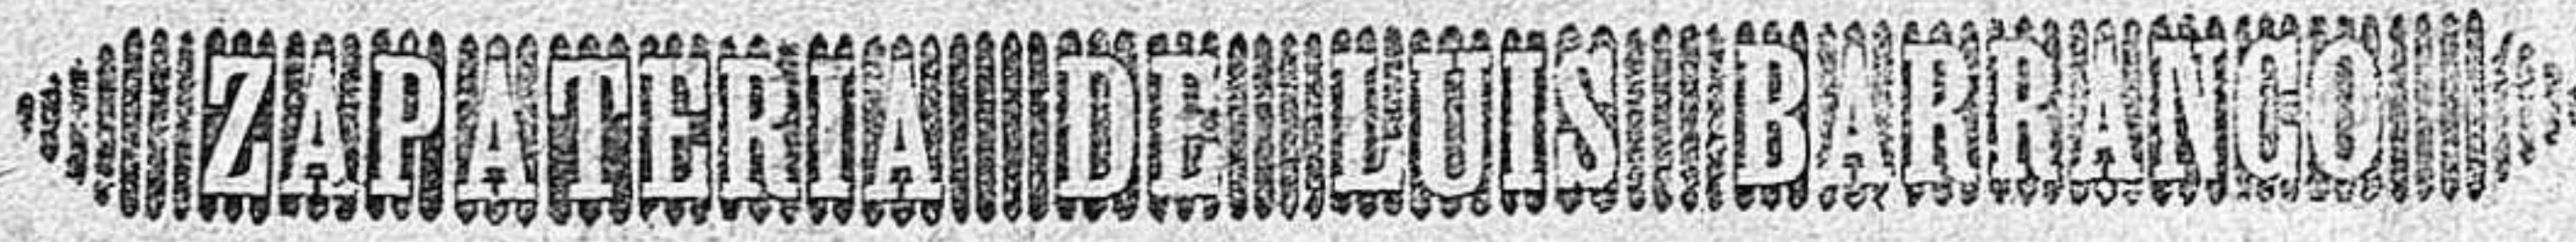 ZAPATERIA DE LUIS BARRANCO